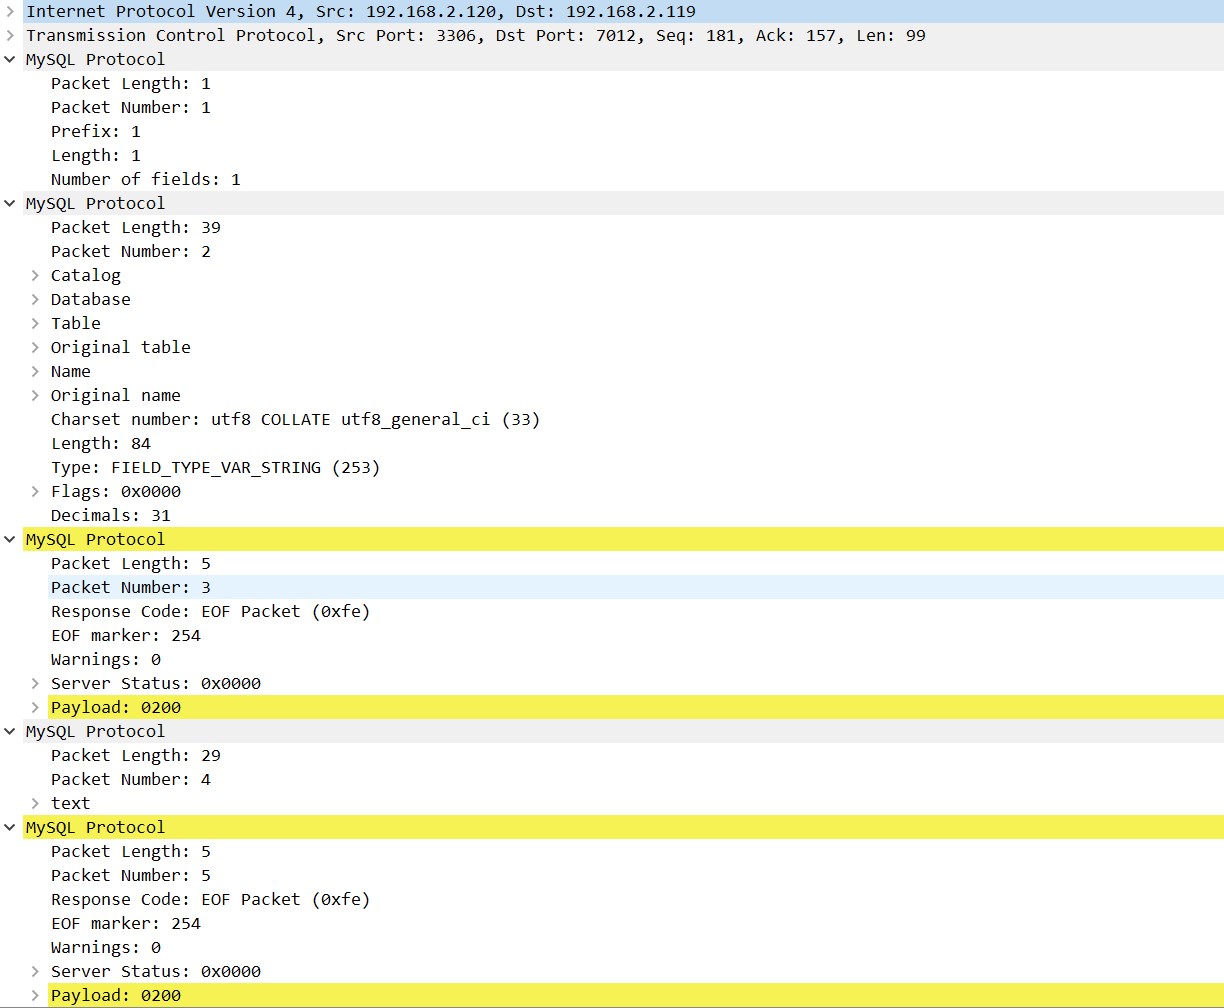 Internet Protocol Version 4, Src: 192.168.2.120, Dst: 192.168.2.119
Transmission Control Protocol, Src Port: 3306, Dst Port: 7012, Seq: 181, Ack: 157, Len: 99
MySQL Protocol
Packet Length: 1
Packet Number: 1
Prefix: 1
Length: 1
Number of fields: 1
MySQL Protocol
Packet Length: 39
Packet Number: 2
Catalog
Database
Table
Original table
Name
Original name
Charset number: utf8 COLLATE utf8_general_ci (33)
Length: 84
Type: FIELD_TYPE_VAR_STRING (253)
Flags: 0x0000
Decimals: 31
MySQL Protocol
Packet Length: 5
Packet Number: 3
Response Code: EOF Packet (0xfe)
EOF marker: 254
Warnings: 0
Server Status: 0x0000
Payload: 0200
MySQL Protocol
Packet Length: 29
Packet Number: 4
text
MySQL Protocol
Packet Length: 5
Packet Number: 5
Response Code: EOF Packet (0xfe)
EOF marker: 254
Warnings: 0
Server Status: 0x0000
Payload: 0200